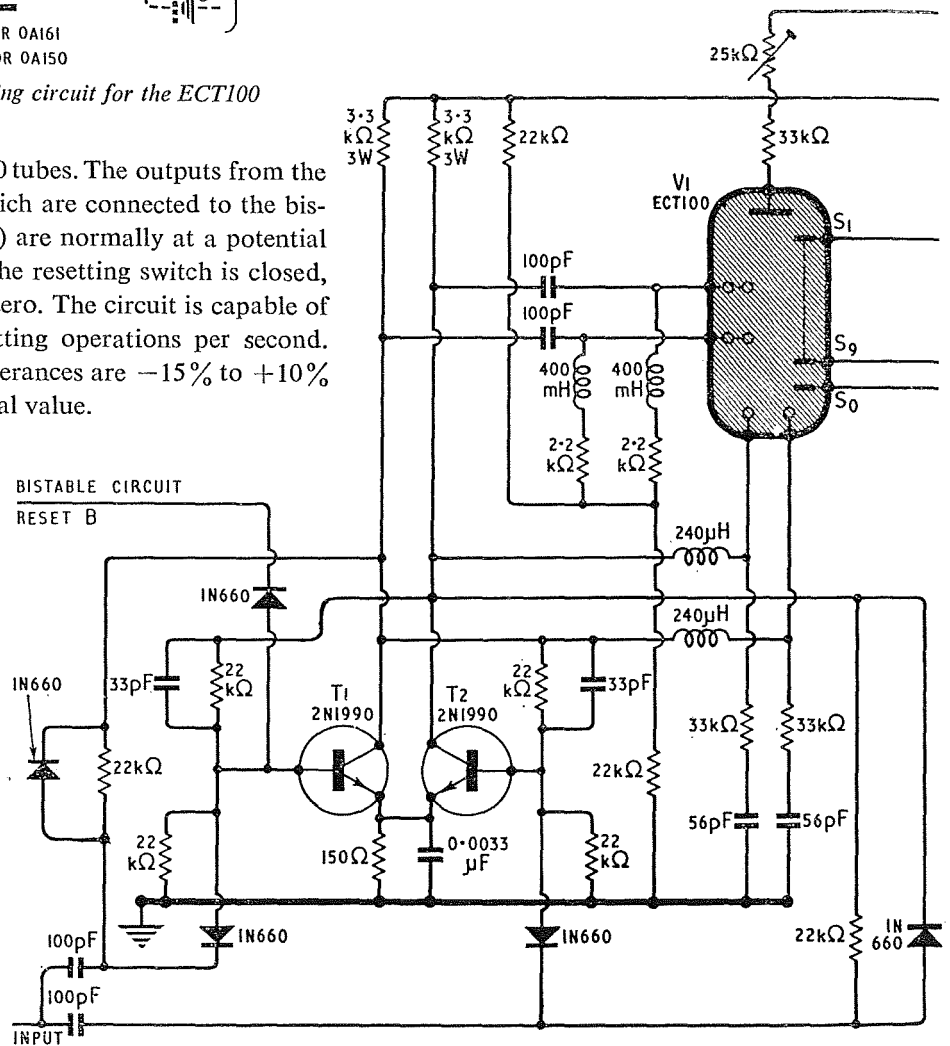 R OA161
OR OA150
ng circuit for the ECT100
0 tubes. The outputs from the
ich are connected to the bis-
) are normally at a potential
he resetting switch is closed,
ero. The circuit is capable of
tting operations per second.
erances are −15% to +10%
al value.
25kΩ
3·3
kΩ
3W
3·3
kΩ
3W
22kΩ
33kΩ
V1
ECT100
S1
100pF
100pF
400
mH
400
mH
S9
S0
2·2
kΩ
2·2
kΩ
BISTABLE CIRCUIT
RESET B
240μH
IN660
240μH
IN660
33pF
22
kΩ
T1
2N1990
T2
2N1990
22
kΩ
33pF
22kΩ
22kΩ
33kΩ
33kΩ
22
kΩ
150Ω
0·0033
μF
22
kΩ
56pF
56pF
100pF
IN660
IN660
22kΩ
IN
660
100pF
INPUT